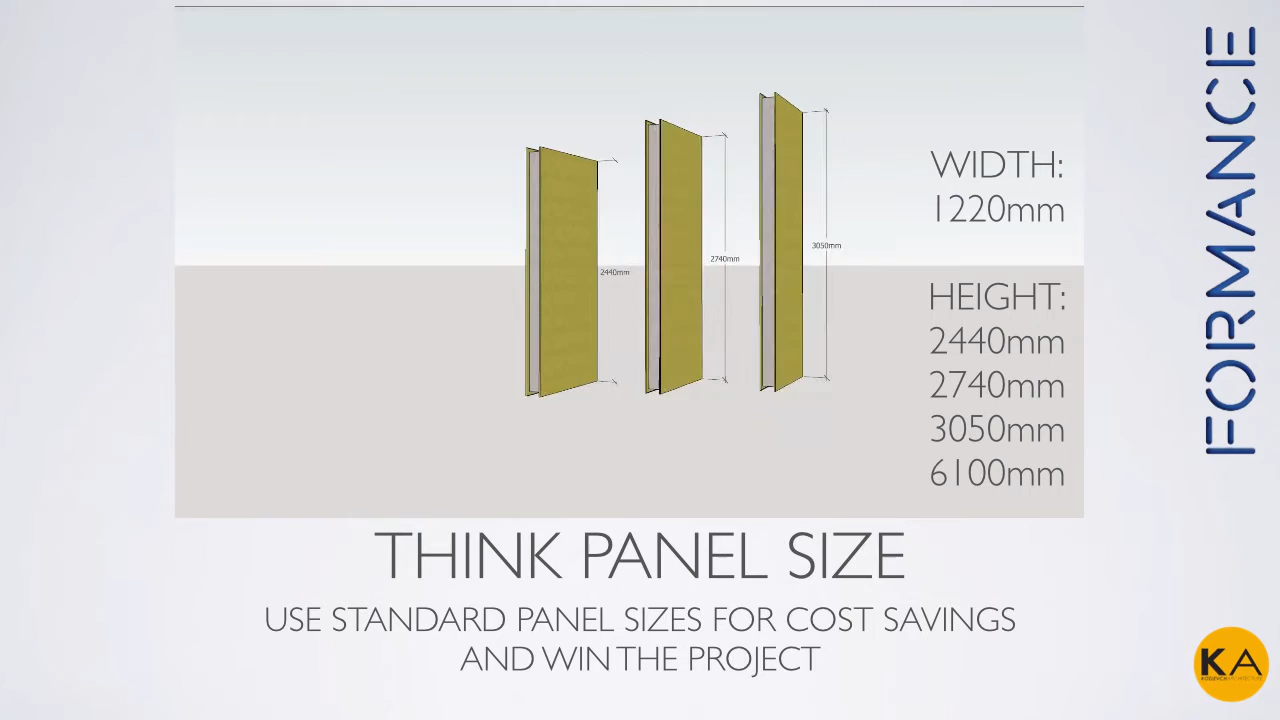 2440mm
2740mm
3050mm
WIDTH:
1220mm
HEIGHT:
2440mm
2740mm
3050mm
6100mm
THINK PANEL SIZE
USE STANDARD PANEL SIZES FOR COST SAVINGS
AND WIN THE PROJECT
FORMANCE
KA